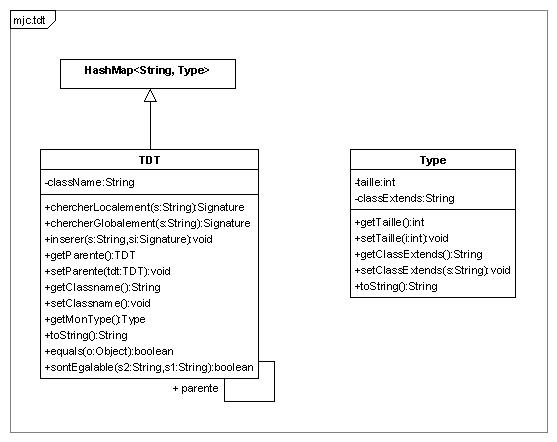 mjc.tdt
HashMap<String, Type>
TDT
-className:String
+chercherLocalement(s:String):Signature
+chercherGlobalement(s:String):Signature
+inserer(s:String,si:Signature):void
+getParente():TDT
+setParente(tdt:TDT):void
+getClassname():String
+setClassname():void
+getMonType():Type
+toString():String
+equals(o:Object):boolean
+sontEgalable(s2:String,s1:String):boolean
+ parente
Type
-taille:int
-classExtends:String
+getTaille():int
+setTaille(i:int):void
+getClassExtends():String
+setClassExtends(s:String):void
+toString():String